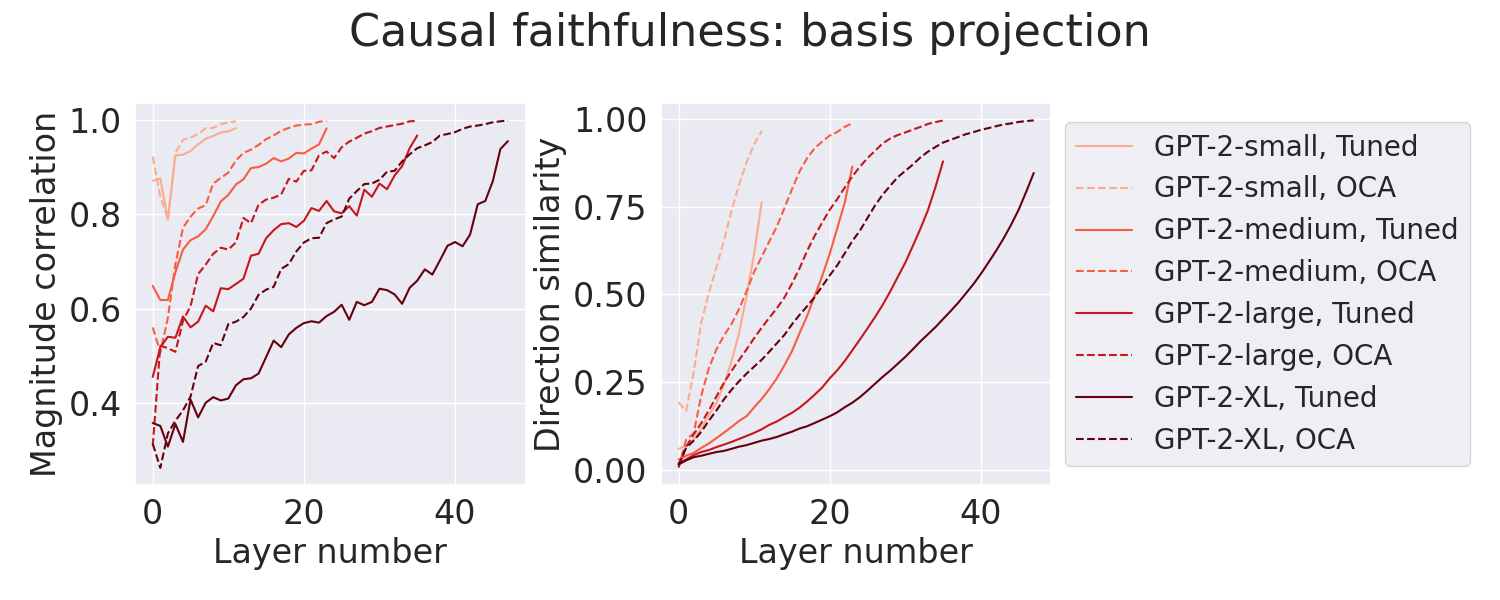 Causal faithfulness: basis projection
Magnitude correlation
1.0
0.8
0.6
0.4
0
20
40
Layer number
Direction similarity
1.00
0.75
0.50
0.25
0.00
0
20
40
Layer number
GPT-2-small, Tuned
GPT-2-small, OCA
GPT-2-medium, Tuned
GPT-2-medium, OCA
GPT-2-large, Tuned
GPT-2-large, OCA
GPT-2-XL, Tuned
GPT-2-XL, OCA